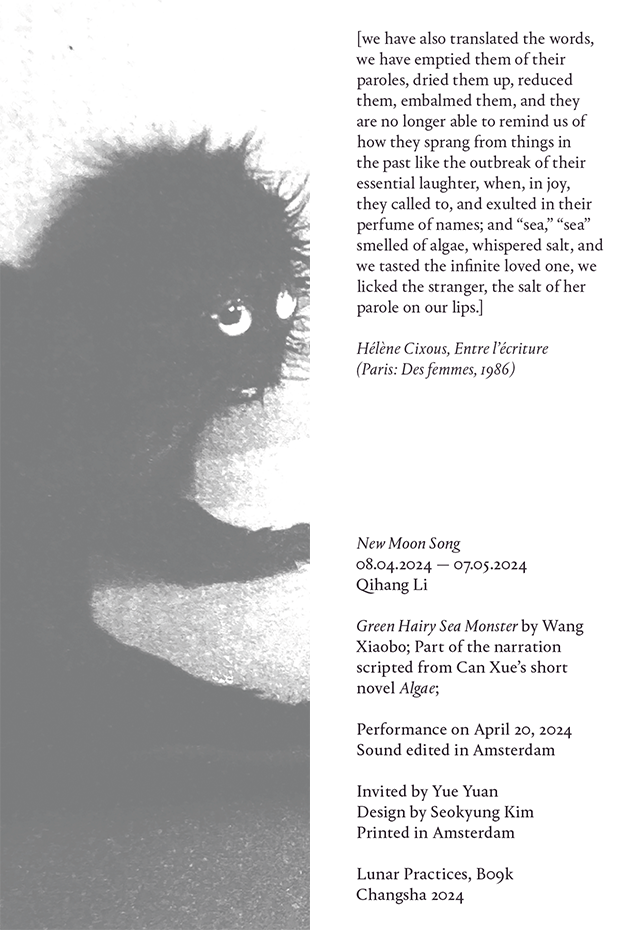 [we have also translated the words,
we have emptied them of their
paroles, dried them up, reduced
them, embalmed them, and they
are no longer able to remind us of
how they sprang from things in
the past like the outbreak of their
essential laughter, when, in joy,
they called to, and exulted in their
perfume of names; and “sea,” “sea”
smelled of algae, whispered salt, and
we tasted the infinite loved one, we
licked the stranger, the salt of her
parole on our lips.]
Hélène Cixous, Entre l’écriture
(Paris: Des femmes, 1986)
New Moon Song
08.04.2024 — 07.05.2024
Qihang Li
Green Hairy Sea Monster by Wang
Xiaobo; Part of the narration
scripted from Can Xue’s short
novel Algae;
Performance on April 20, 2024
Sound edited in Amsterdam
Invited by Yue Yuan
Design by Seokyung Kim
Printed in Amsterdam
Lunar Practices, B09k
Changsha 2024